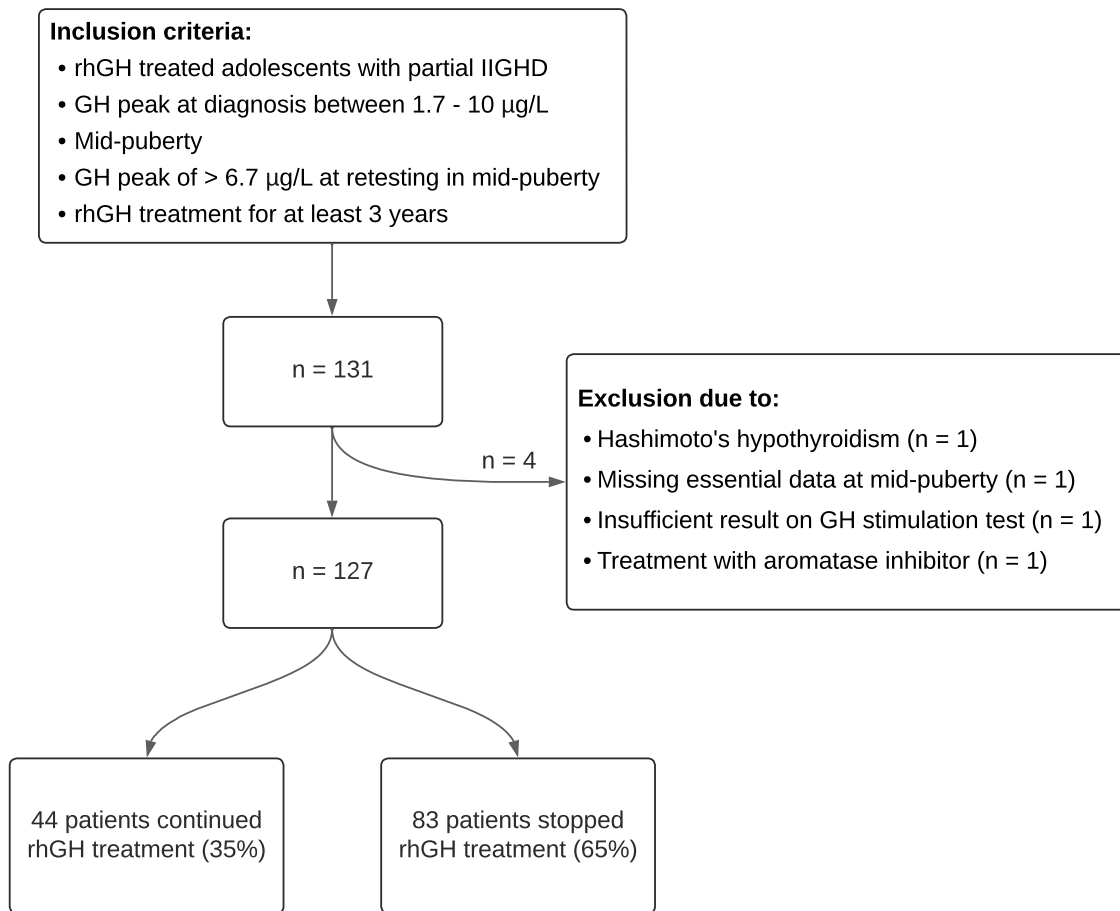 Inclusion criteria:
• rhGH treated adolescents with partial IIGHD
• GH peak at diagnosis between 1.7 - 10 µg/L
• Mid-puberty
• GH peak of > 6.7 µg/L at retesting in mid-puberty
• rhGH treatment for at least 3 years
n = 131
n = 4
Exclusion due to:
• Hashimoto's hypothyroidism (n = 1)
• Missing essential data at mid-puberty (n = 1)
• Insufficient result on GH stimulation test (n = 1)
• Treatment with aromatase inhibitor (n = 1)
n = 127
44 patients continued
rhGH treatment (35%)
83 patients stopped
rhGH treatment (65%)